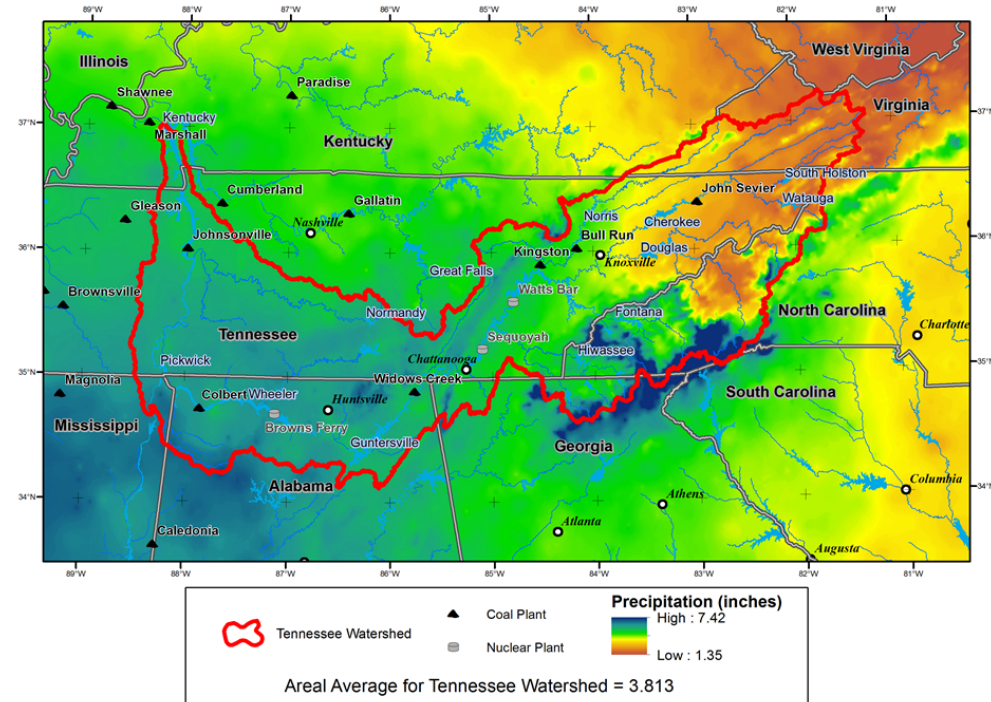 87°W
86°W
85°W
84°W
83°W
82°W
81°W
Illinois
West Virginia
Shawnee
Paradise
Virginia
37°N
Kentucky
Marshall
Kentucky
South Holston
Cumberland
Gallatin
John Sevier
Watauga
Gleason
Norris
Cherokee
Nashville
Bull Run
Johnsonville
36°N
36°N
Kingston
Douglas
Knoxville
Great Falls
Brownsville
Watts Bar
Normandy
Fontana
North Carolina
Tennessee
Sequoyah
Charlotte
Hiwassee
Pickwick
Chattanooga
35°N
Magnolia
Widows Creek
Colbert
Wheeler
Huntsville
South Carolina
Mississippi
Browns Ferry
Guntersville
Georgia
Columbia
Alabama
34°N
Athens
Caledonia
Atlanta
Augusta
89°W
88°W
87°W
86°W
85°W
84°W
83°W
82°W
81°W
Tennessee Watershed
Coal Plant
Nuclear Plant
Precipitation (inches)
High : 7.42
Low : 1.35
Areal Average for Tennessee Watershed = 3.813